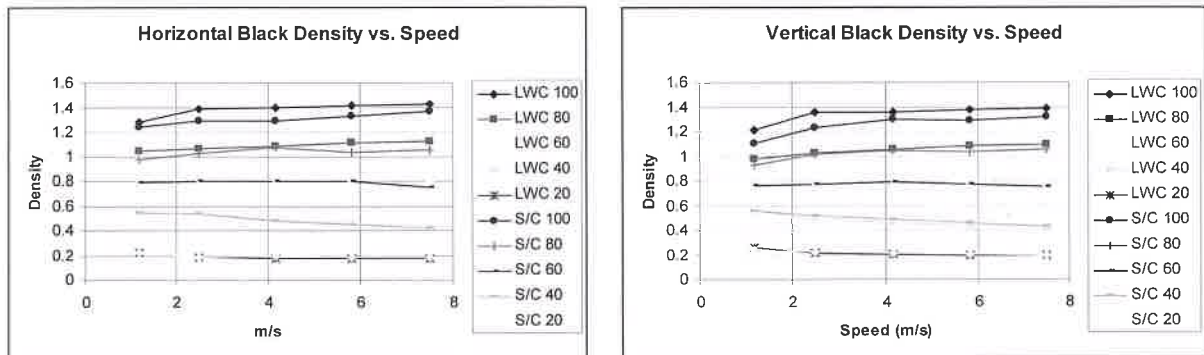 Horizontal Black Density vs. Speed
Density
1.6
1.4
1.2
1
0.8
0.6
0.4
0.2
0
0 2 4 6 8
m/s
LWC 100
LWC 80
LWC 60
LWC 40
LWC 20
S/C 100
S/C 80
S/C 60
S/C 40
S/C 20
Vertical Black Density vs. Speed
Density
1.6
1.4
1.2
1
0.8
0.6
0.4
0.2
0
0 2 4 6 8
Speed (m/s)
LWC 100
LWC 80
LWC 60
LWC 40
LWC 20
S/C 100
S/C 80
S/C 60
S/C 40
S/C 20